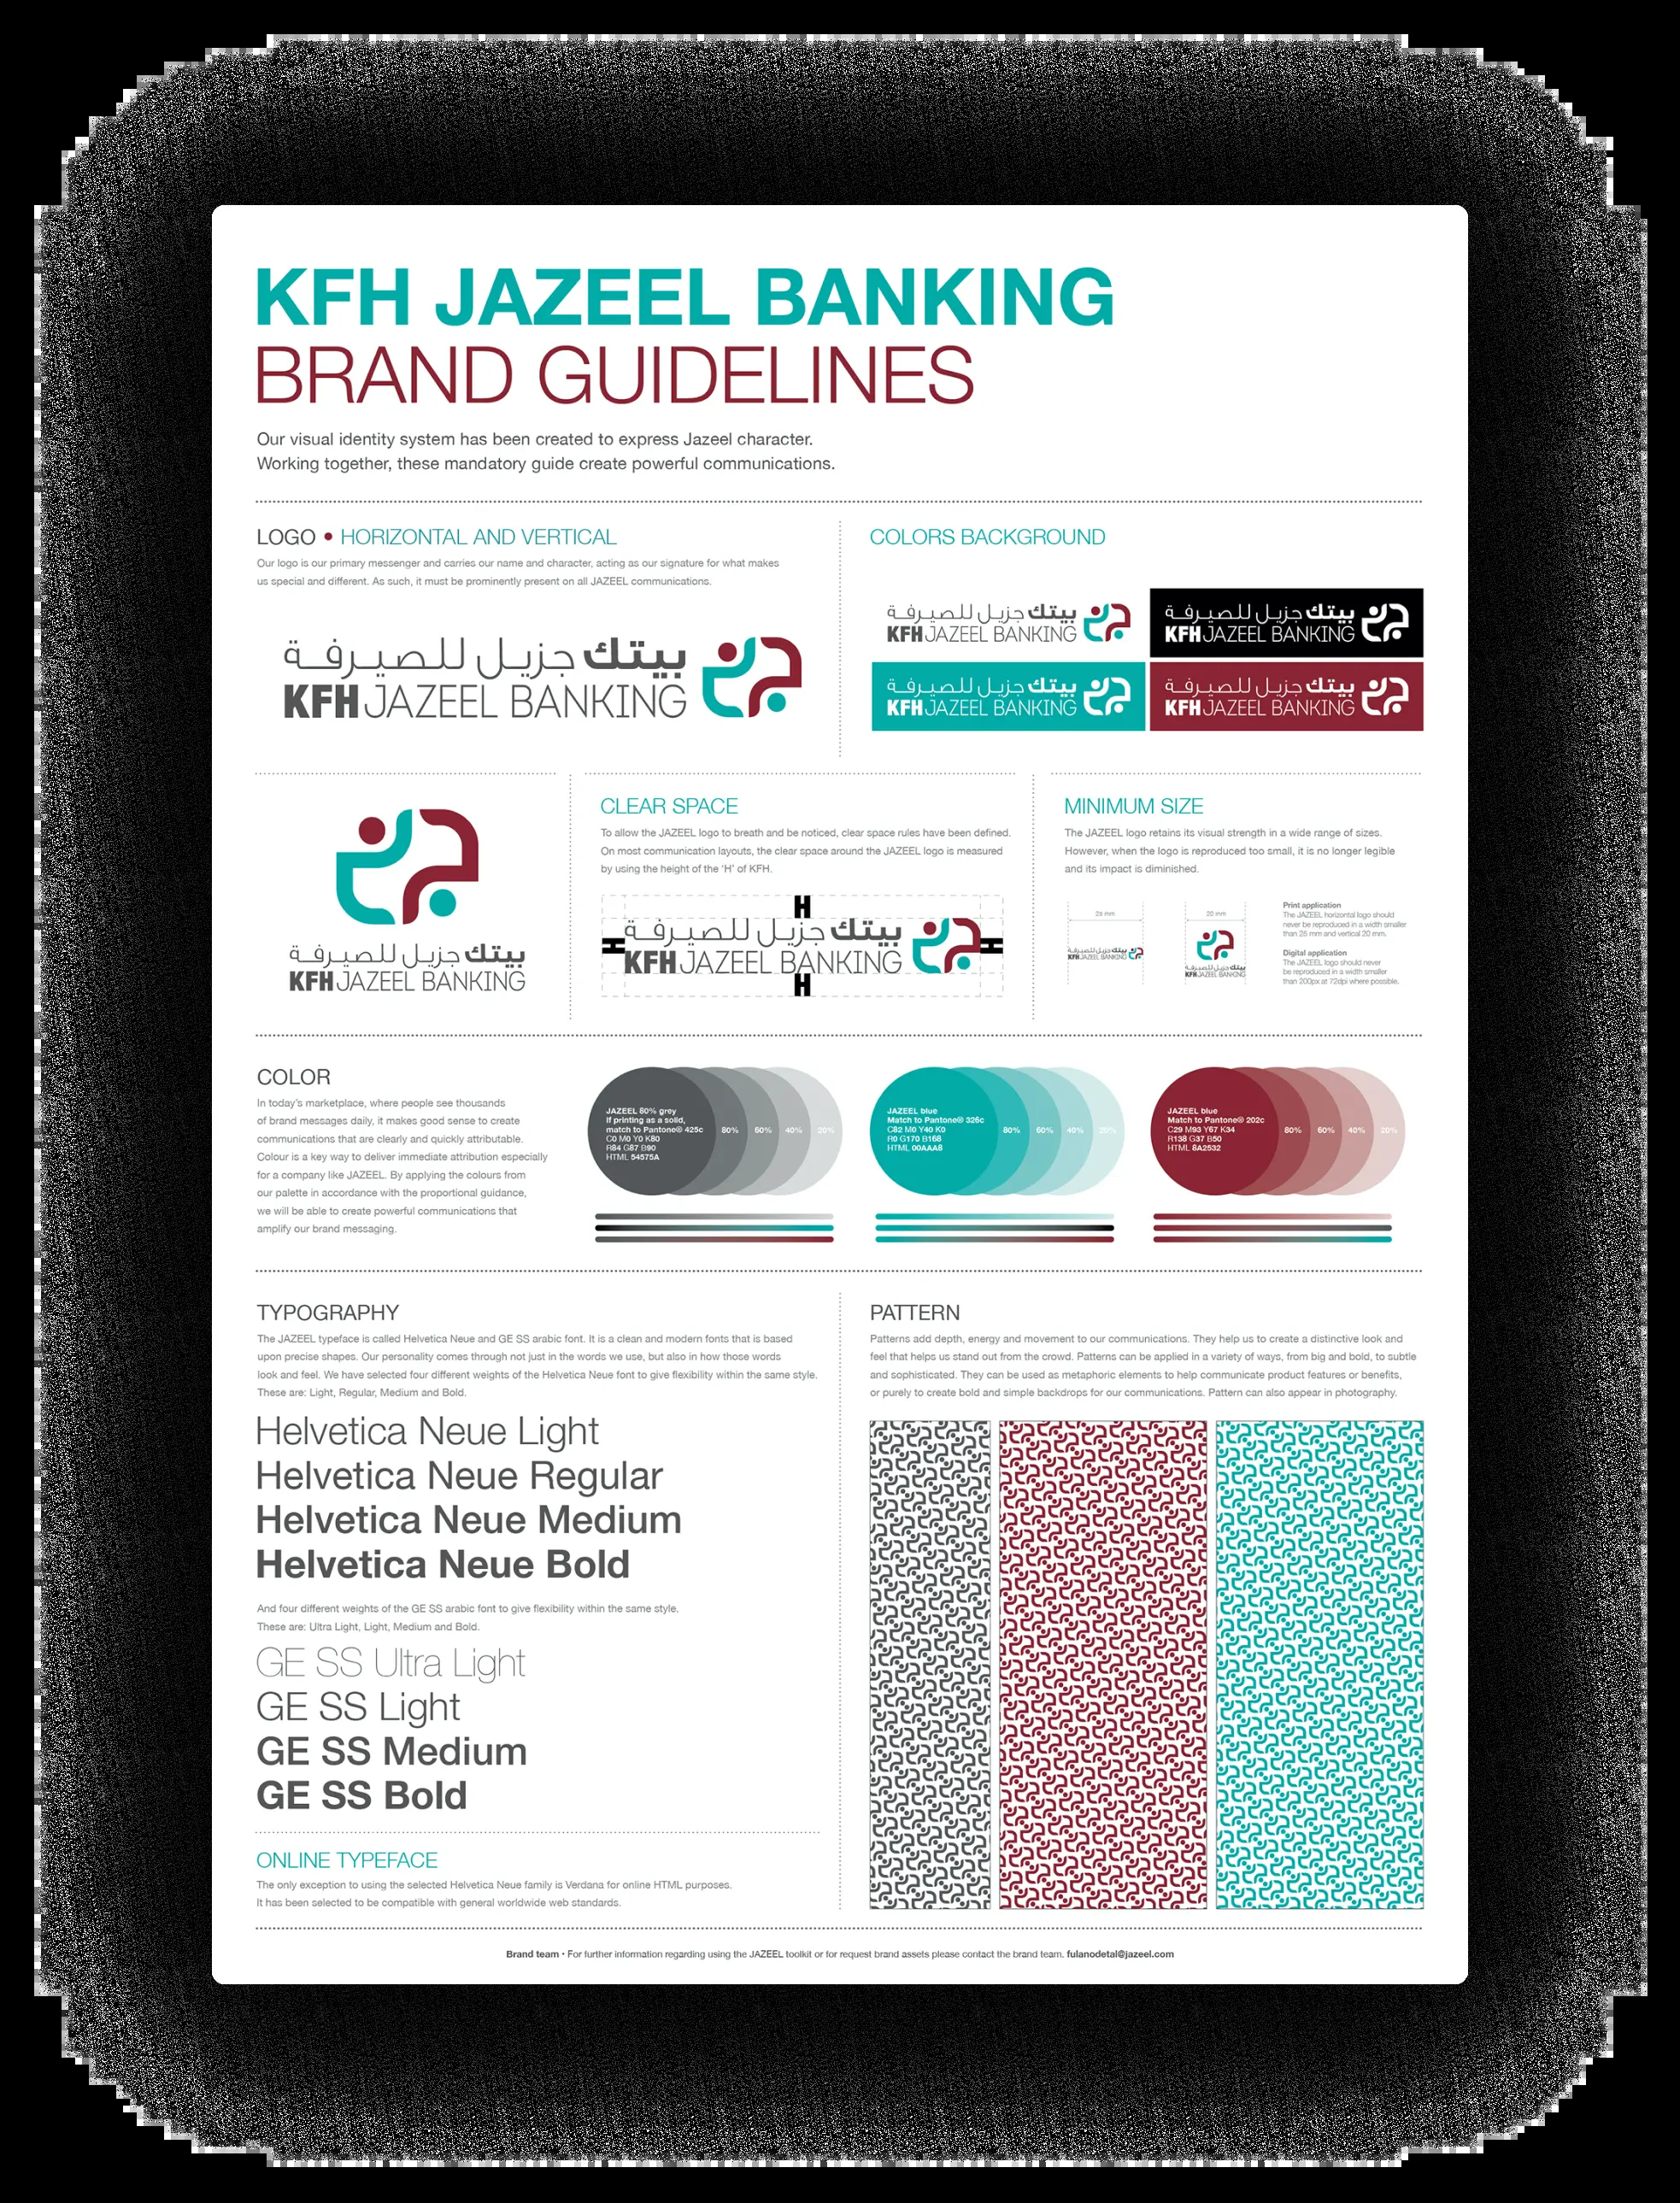 KFH JAZEEL BANKING
BRAND GUIDELINES
Our visual identity system has been created to express Jazeel character.
Working together, these mandatory guide create powerful communications.
LOGO • HORIZONTAL AND VERTICAL
Our logo is our primary messenger and carries our name and character, acting as our signature for what makes
us special and different. As such, it must be prominently present on all JAZEEL communications.
بيتك جزيل للصيرفة
KFH JAZEEL BANKING
COLORS BACKGROUND
بيتك جزيل للصيرفة
KFH JAZEEL BANKING
بيتك جزيل للصيرفة
KFH JAZEEL BANKING
بيتك جزيل للصيرفة
KFH JAZEEL BANKING
بيتك جزيل للصيرفة
KFH JAZEEL BANKING
بيتك جزيل للصيرفة
KFH JAZEEL BANKING
CLEAR SPACE
To allow the JAZEEL logo to breath and be noticed, clear space rules have been defined.
On most communication layouts, the clear space around the JAZEEL logo is measured
by using the height of the ‘H’ of KFH.
H
H
بيتك جزيل للصيرفة
KFH JAZEEL BANKING
H
H
MINIMUM SIZE
The JAZEEL logo retains its visual strength in a wide range of sizes.
However, when the logo is reproduced too small, it is no longer legible
and its impact is diminished.
بيتك جزيل للصيرفة
KFH JAZEEL BANKING
20 mm
بيتك جزيل للصيرفة
KFH JAZEEL BANKING
Print application
The JAZEEL horizontal logo should
never be reproduced in a width smaller
than mm and vertical 20 mm.
Digital application
The JAZEEL logo should never
be reproduced in a width smaller
than 200px at 72dpi where possible.
COLOR
In today’s marketplace, where people see thousands
of brand messages daily, it makes good sense to create
communications that are clearly and quickly attributable.
Colour is a key way to deliver immediate attribution especially
for a company like JAZEEL. By applying the colours from
our palette in accordance with the proportional guidance,
we will be able to create powerful communications that
amplify our brand messaging.
JAZEEL 80% grey
If printing as a solid,
match to Pantone® 425c
C0 M0 Y0 K80
R84 G87 B90
HTML 54575A
80%
60%
40%
20%
JAZEEL blue
Match to Pantone® 326c
C82 M0 Y40 K0
R0 G170 B168
HTML 00AAA8
80%
60%
40%
20%
JAZEEL blue
Match to Pantone® 202c
C29 M93 Y67 K34
R138 G37 B50
HTML 8A2532
80%
60%
40%
20%
TYPOGRAPHY
The JAZEEL typeface is called Helvetica Neue and GE SS arabic font. It is a clean and modern fonts that is based
upon precise shapes. Our personality comes through not just in the words we use, but also in how those words
look and feel. We have selected four different weights of the Helvetica Neue font to give flexibility within the same style.
These are: Light, Regular, Medium and Bold.
Helvetica Neue Light
Helvetica Neue Regular
Helvetica Neue Medium
Helvetica Neue Bold
And four different weights of the GE SS arabic font to give flexibility within the same style.
These are: Ultra Light, Light, Medium and Bold.
GE SS Ultra Light
GE SS Light
GE SS Medium
GE SS Bold
ONLINE TYPEFACE
The only exception to using the selected Helvetica Neue family is Verdana for online HTML purposes.
It has been selected to be compatible with general worldwide web standards.
PATTERN
Patterns add depth, energy and movement to our communications. They help us to create a distinctive look and
feel that helps us stand out from the crowd. Patterns can be applied in a variety of ways, from big and bold, to subtle
and sophisticated. They can be used as metaphoric elements to help communicate product features or benefits,
or purely to create bold and simple backdrops for our communications. Pattern can also appear in photography.
Brand team • For further information regarding using the JAZEEL toolkit or for request brand assets please contact the brand team. fulanodetal@jazeel.com